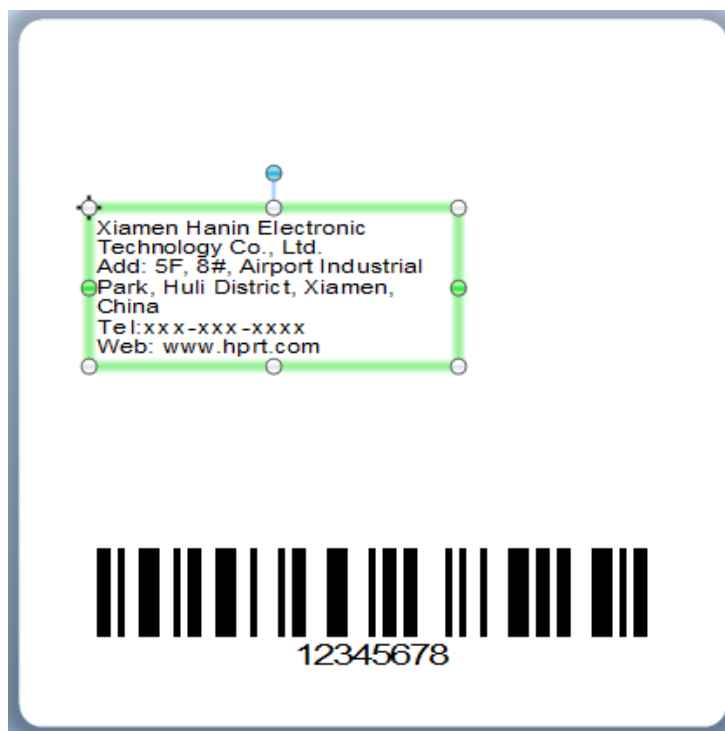 Xiamen Hanin Electronic
Technology Co., Ltd.
Add: 5F, 8#, Airport Industrial
Park, Huli District, Xiamen,
China
Tel:xxx-xxx-xxxx
Web: www.hprt.com
12345678